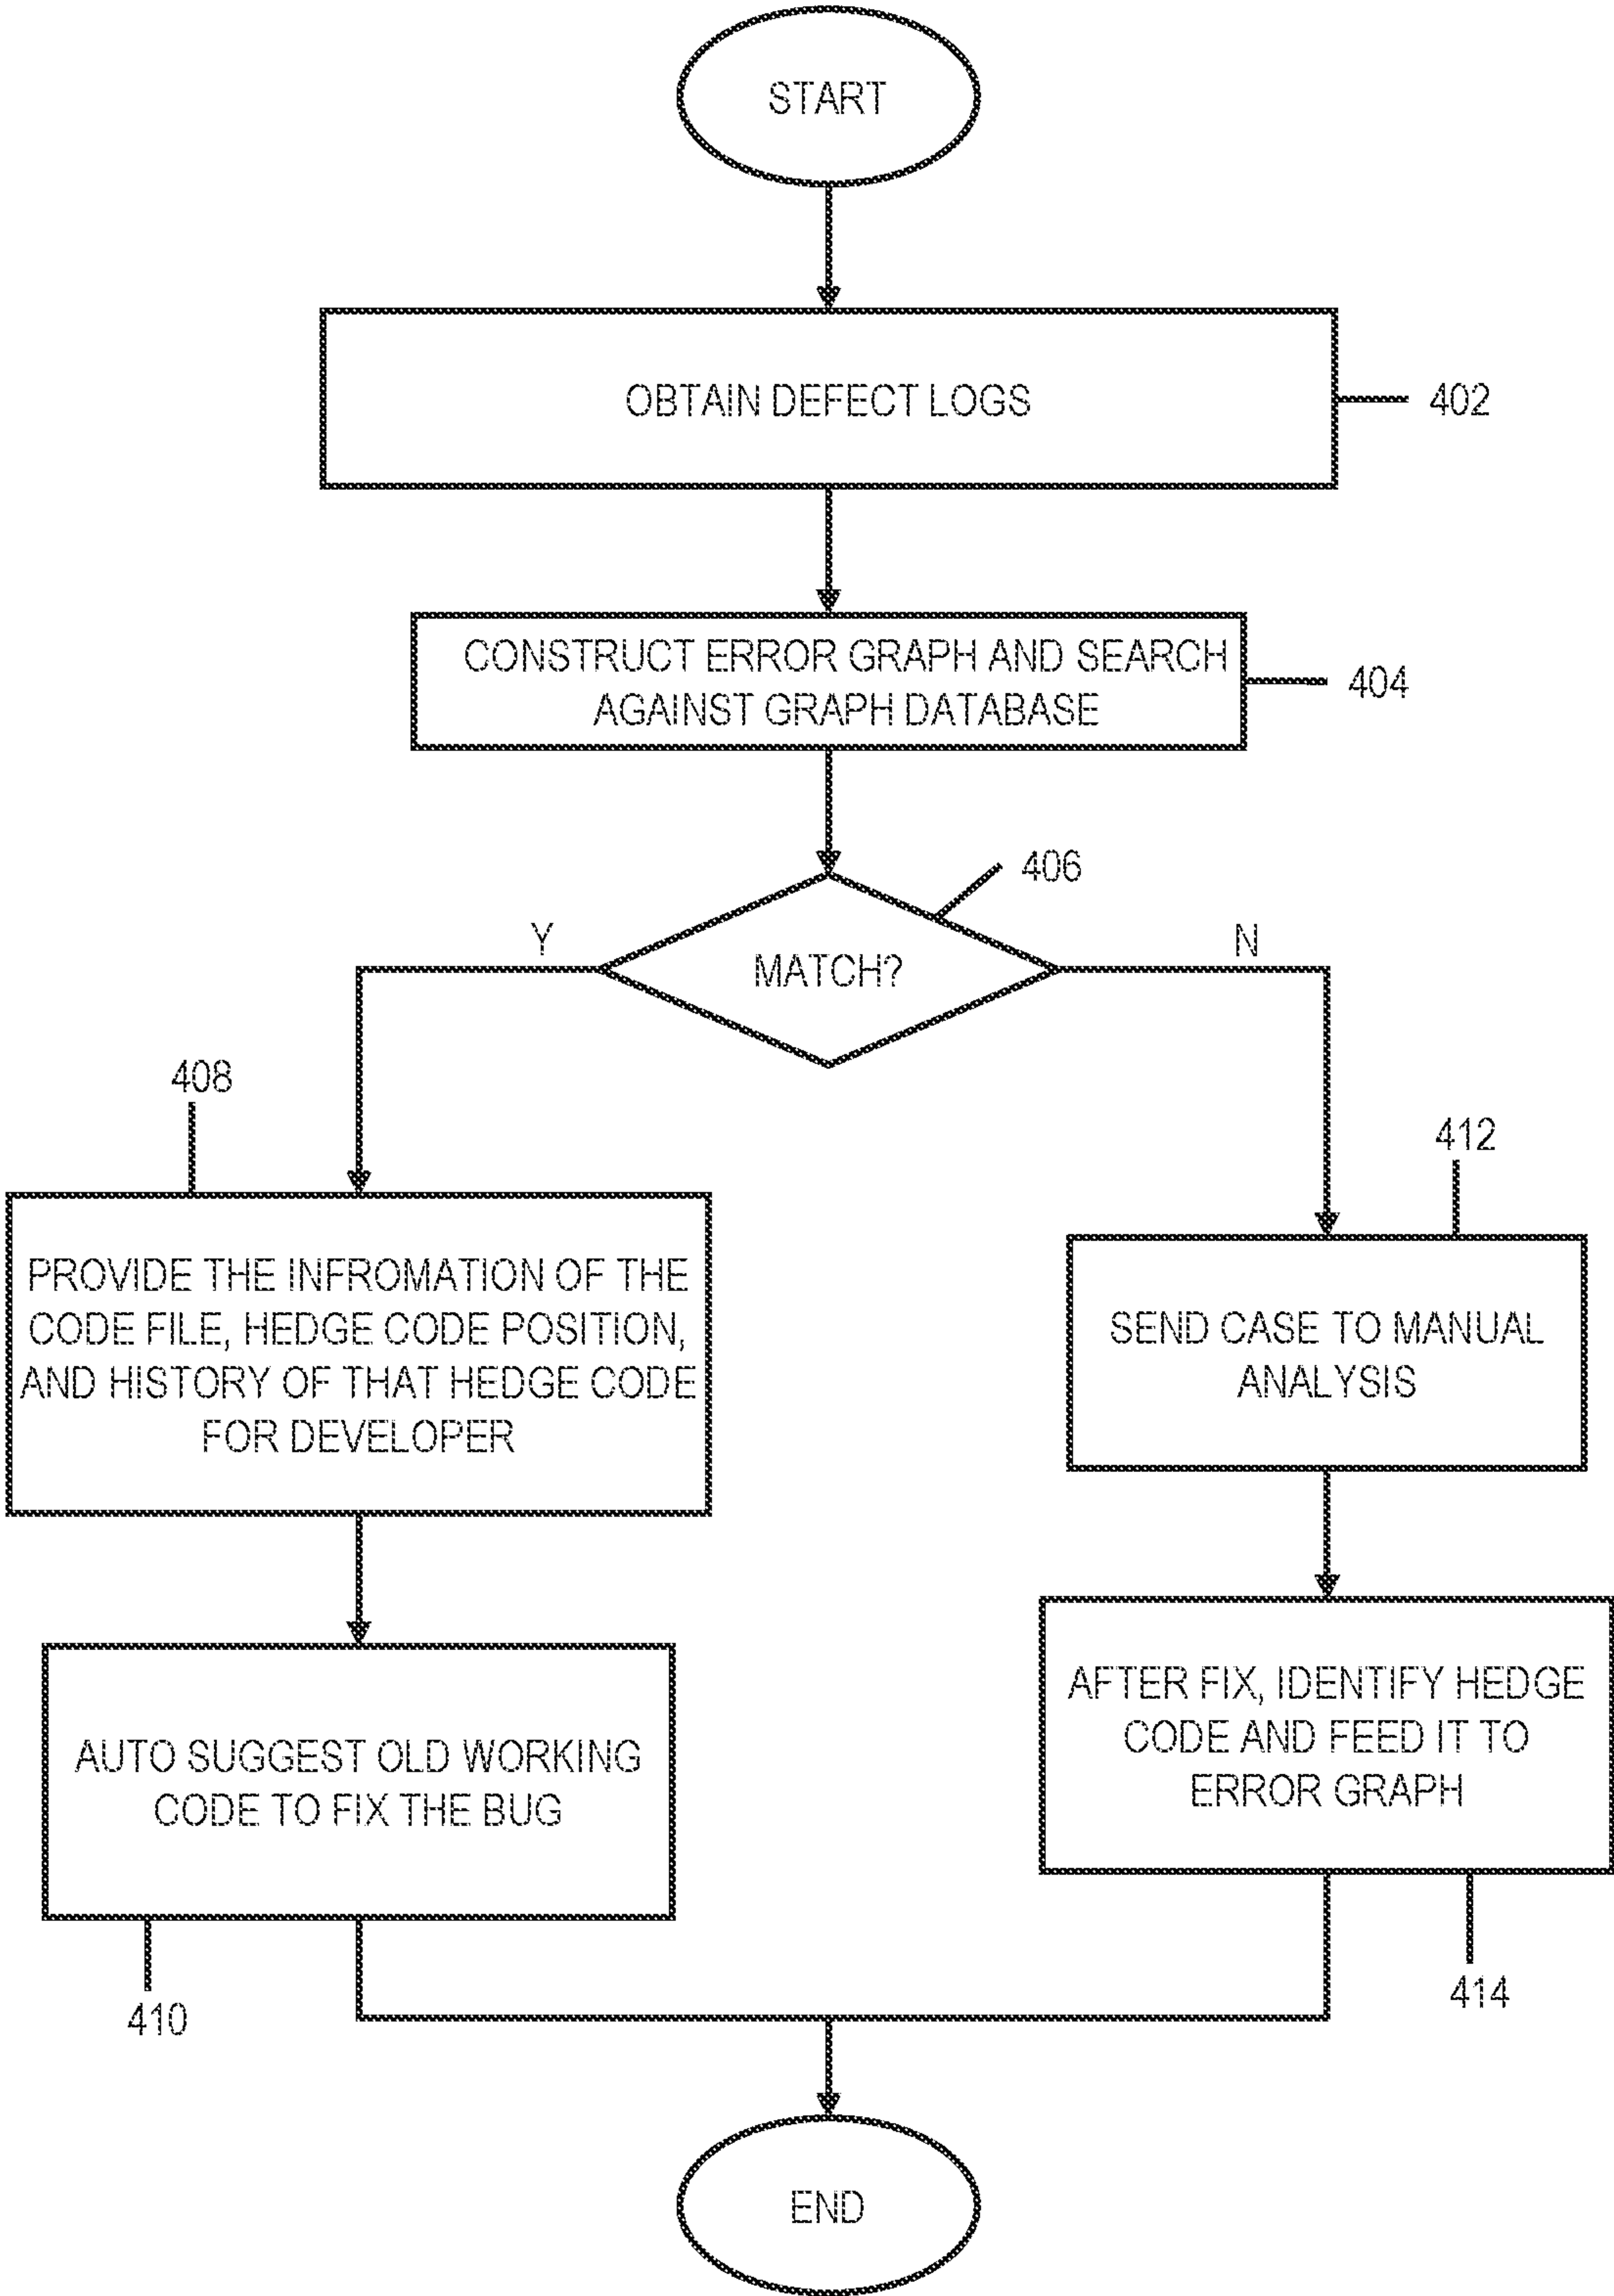 START
OBTAIN DEFECT LOGS
402
CONSTRUCT ERROR GRAPH AND SEARCH
AGAINST GRAPH DATABASE
404
406
MATCH?
Y
N
408
PROVIDE THE INFROMATION OF THE
CODE FILE, HEDGE CODE POSITION,
AND HISTORY OF THAT HEDGE CODE
FOR DEVELOPER
412
SEND CASE TO MANUAL
ANALYSIS
AUTO SUGGEST OLD WORKING
CODE TO FIX THE BUG
410
AFTER FIX, IDENTIFY HEDGE
CODE AND FEED IT TO
ERROR GRAPH
414
END